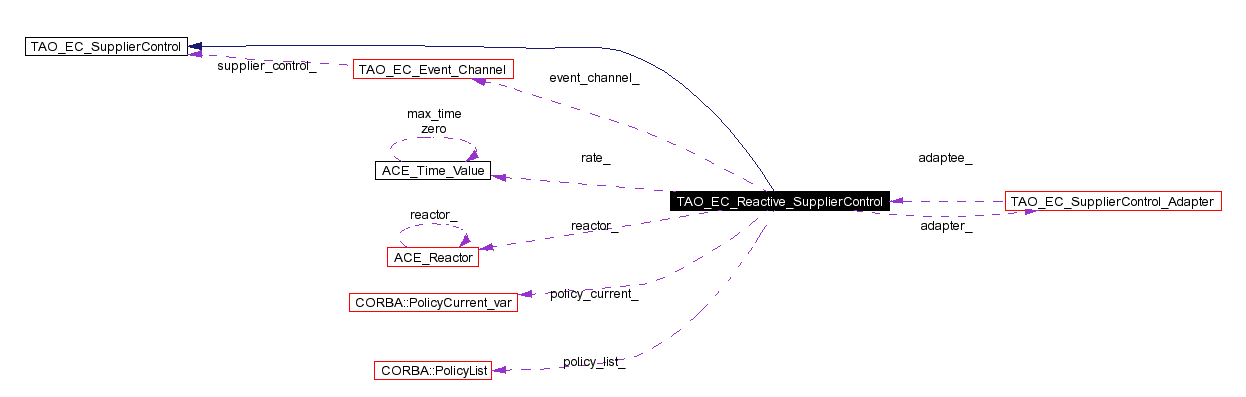 TAO_EC_SupplierControl
supplier_control_
TAO_EC_Event_Channel
event_channel_
max_time
zero
ACE_Time_Value
rate_
adaptee_
TAO_EC_Reactive_SupplierControl
TAO_EC_SupplierControl_Adapter
reactor_
reactor_
adapter_
ACE_Reactor
CORBA::PolicyCurrent_var
policy_current_
CORBA::PolicyList
policy_list_